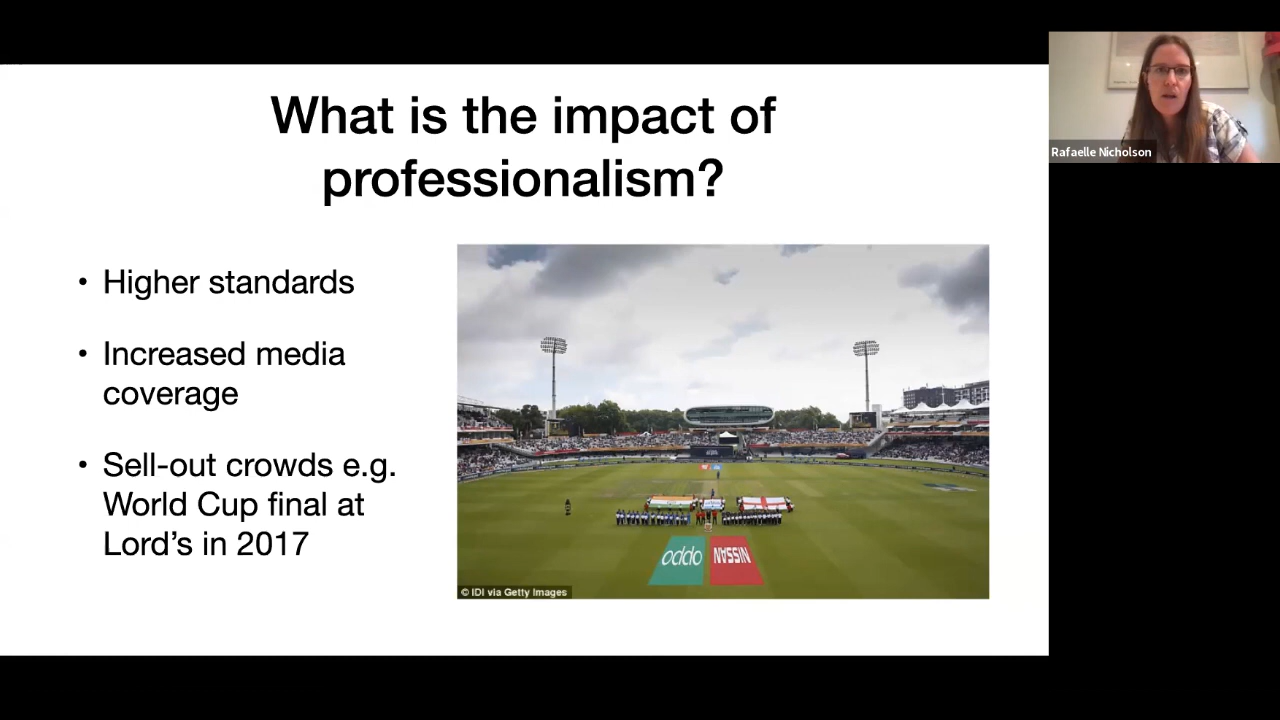 What is the impact of
professionalism?
• Higher standards
• Increased media
coverage
• Sell-out crowds e.g.
World Cup final at
Lord's in 2017
oppo
NISSAN
© IDI via Getty Images
Rafaelle Nicholson